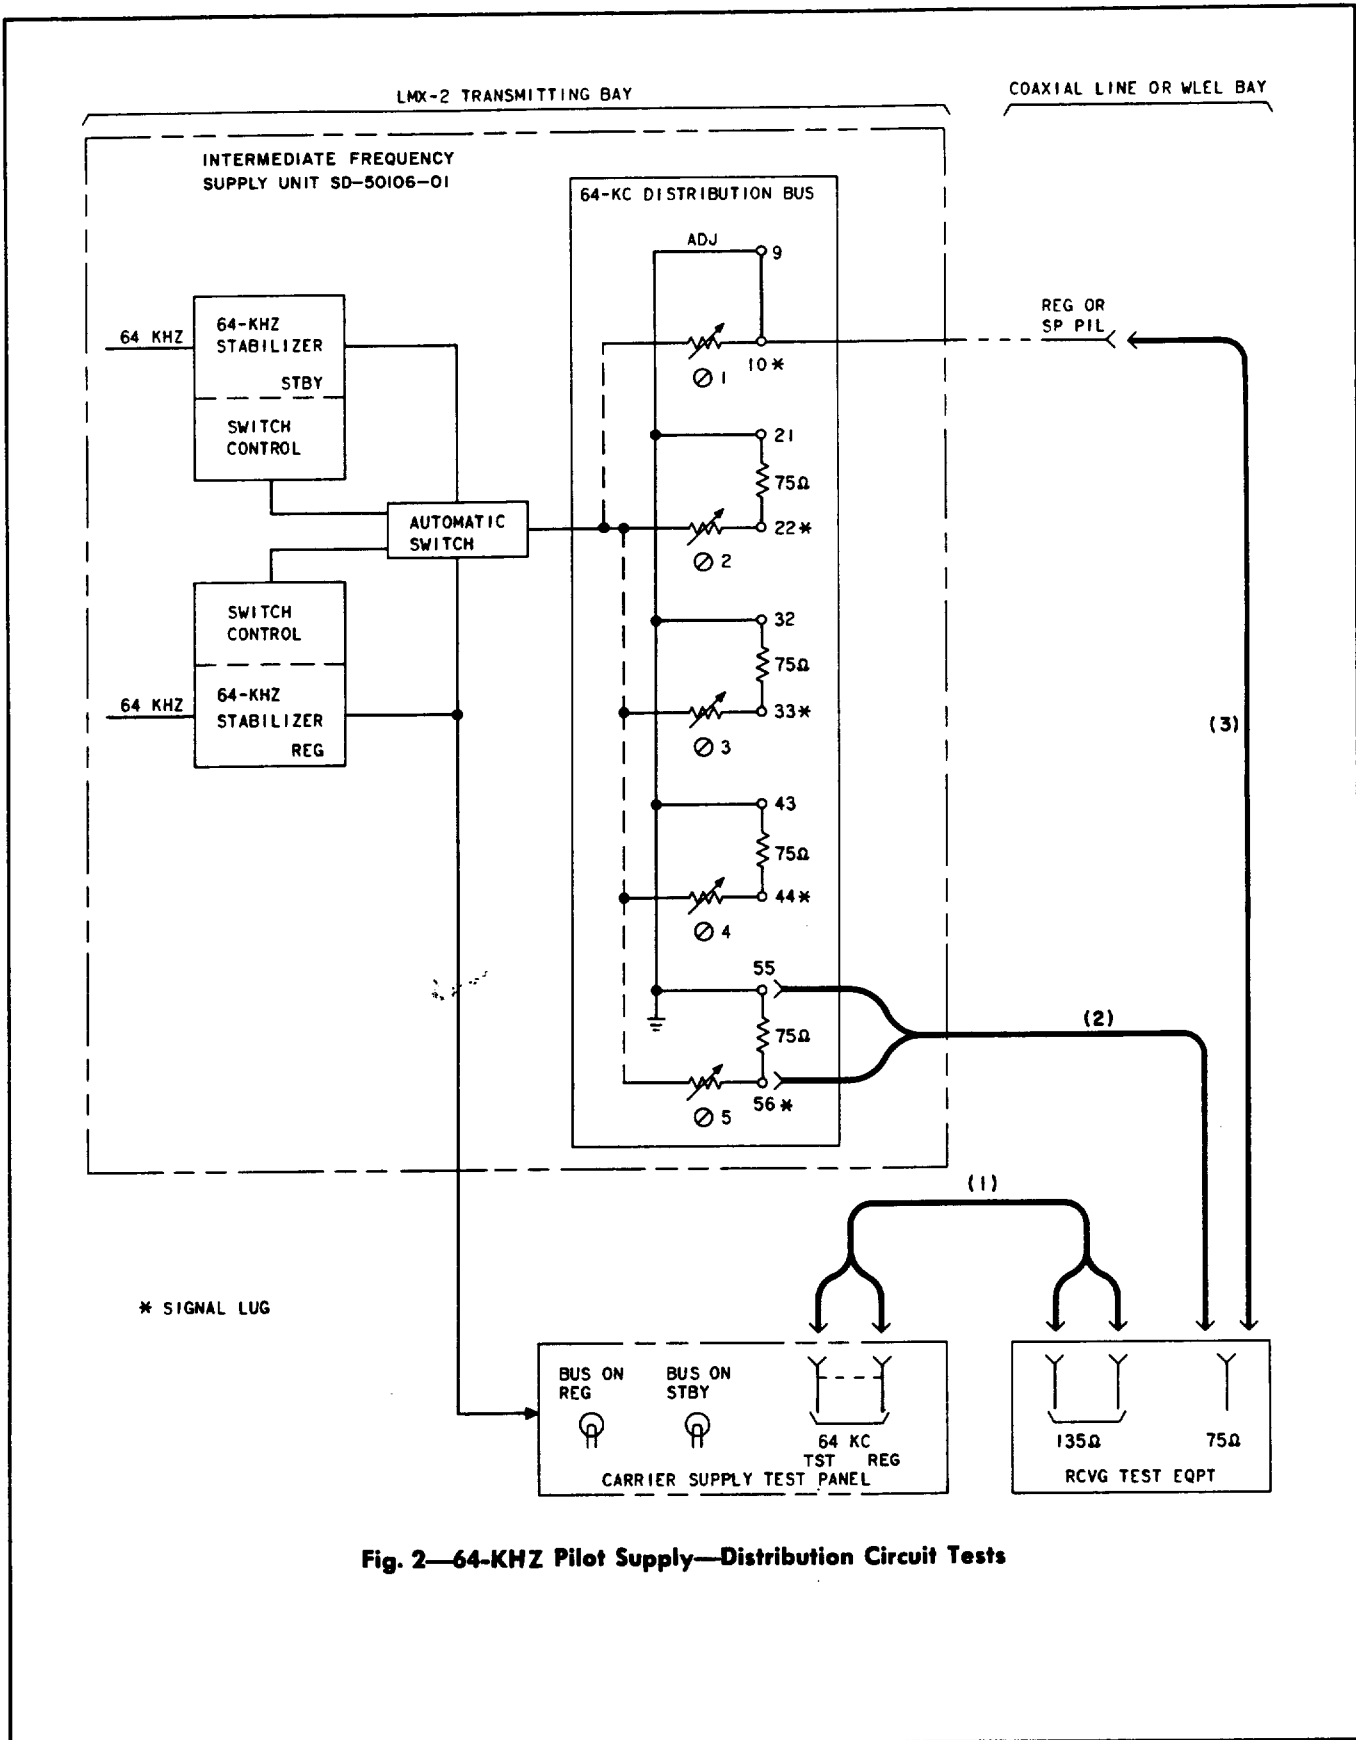 LMX-2 TRANSMITTING BAY
COAXIAL LINE OR WLEL BAY
INTERMEDIATE FREQUENCY
SUPPLY UNIT SD-50106-01
64-KC DISTRIBUTION BUS
ADJ
9
64 KHZ
64-KHZ
STABILIZER
STBY
SWITCH
CONTROL
REG OR
SP PIL
10*
1
21
75Ω
22*
2
AUTOMATIC
SWITCH
SWITCH
CONTROL
64 KHZ
64-KHZ
STABILIZER
REG
32
75Ω
33*
3
(3)
43
75Ω
44*
4
55
75Ω
56*
5
(2)
(1)
* SIGNAL LUG
BUS ON
REG
BUS ON
STBY
64 KC
TST REG
CARRIER SUPPLY TEST PANEL
135Ω
75Ω
RCVG TEST EQPT
Fig. 2—64-KHZ Pilot Supply—Distribution Circuit Tests